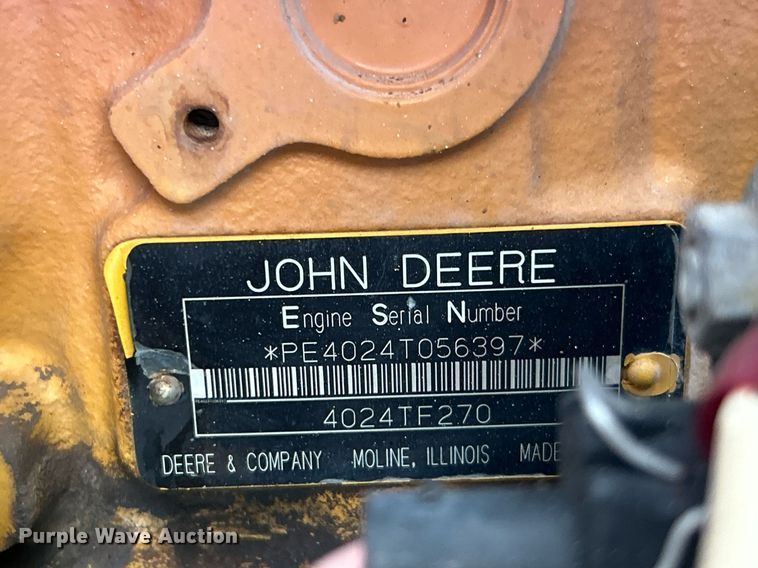 JOHN DEERE
Engine Serial Number
*PE4024T056397*
4024TF270
DEERE & COMPANY MOLINE, ILLINOIS MADE
Purple Wave Auction